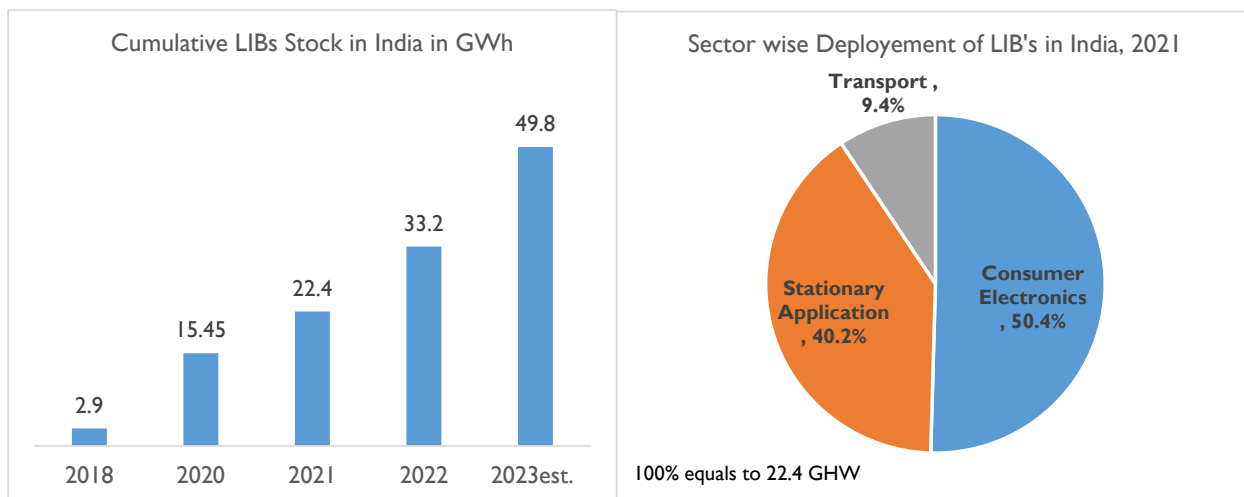 Cumulative LIBs Stock in India in GWh
49.8
33.2
22.4
15.45
2.9
2018
2020
2021
2022
2023est.
Sector wise Deployement of LIB's in India, 2021
Transport ,
9.4%
Consumer
Electronics
, 50.4%
Stationary
Application
, 40.2%
100% equals to 22.4 GHW